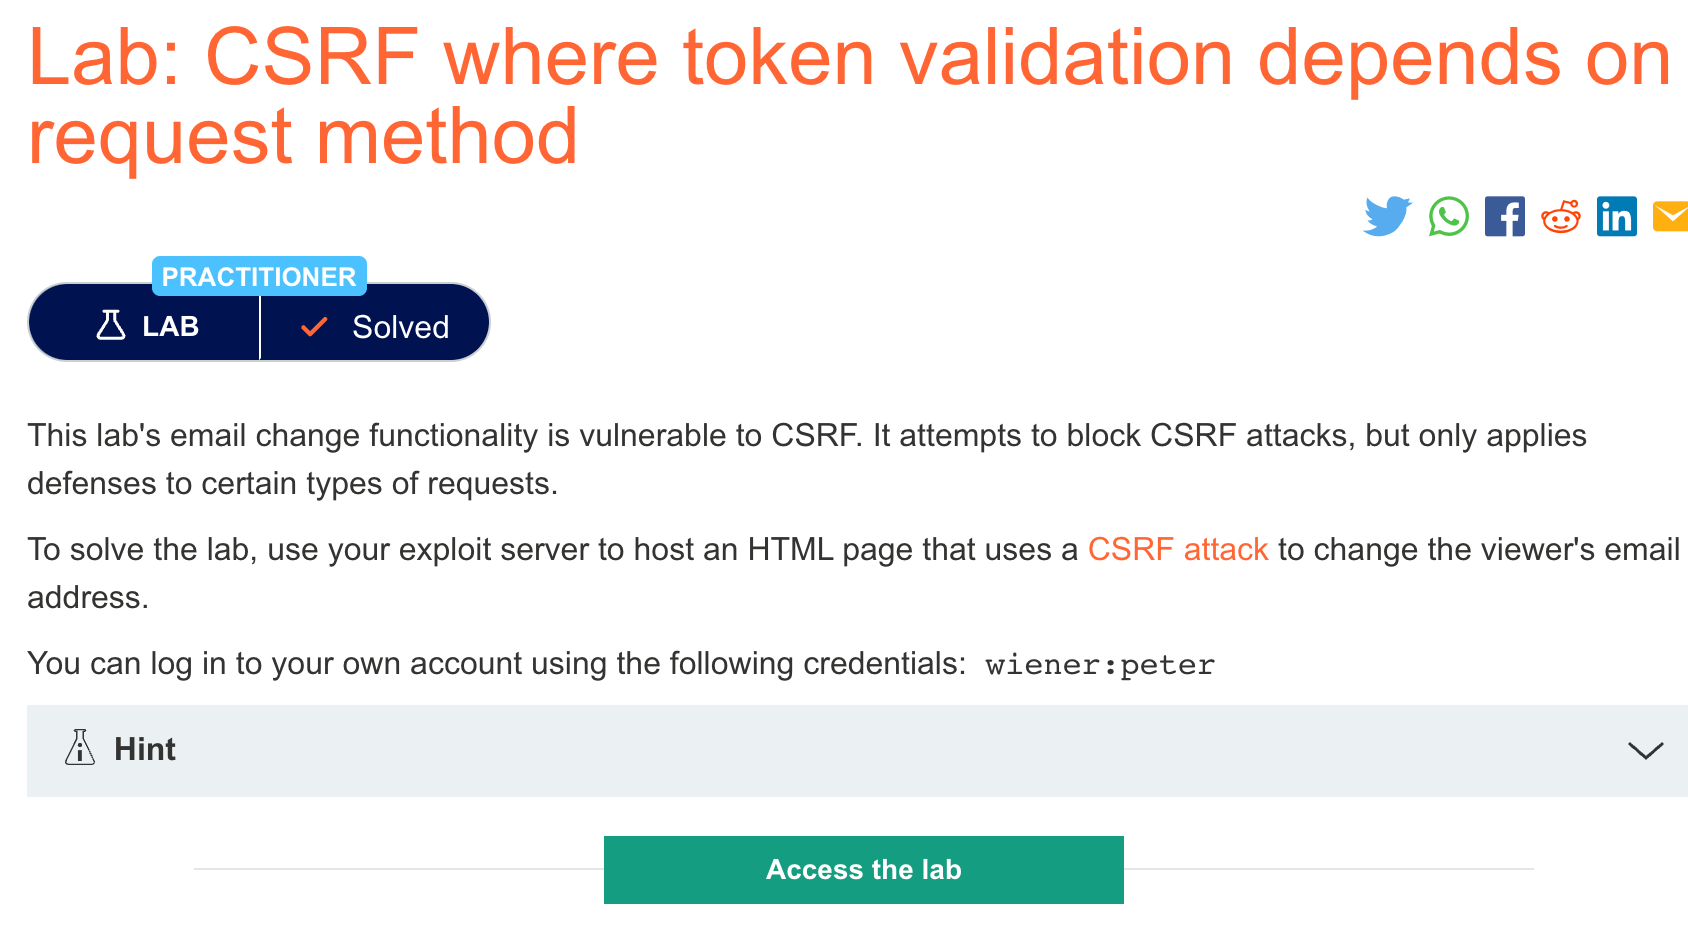 Lab: CSRF where token validation depends on
request method
PRACTITIONER
LAB
Solved
This lab's email change functionality is vulnerable to CSRF. It attempts to block CSRF attacks, but only applies
defenses to certain types of requests.
To solve the lab, use your exploit server to host an HTML page that uses a CSRF attack to change the viewer's email
address.
You can log in to your own account using the following credentials: wiener:peter
Hint
Access the lab